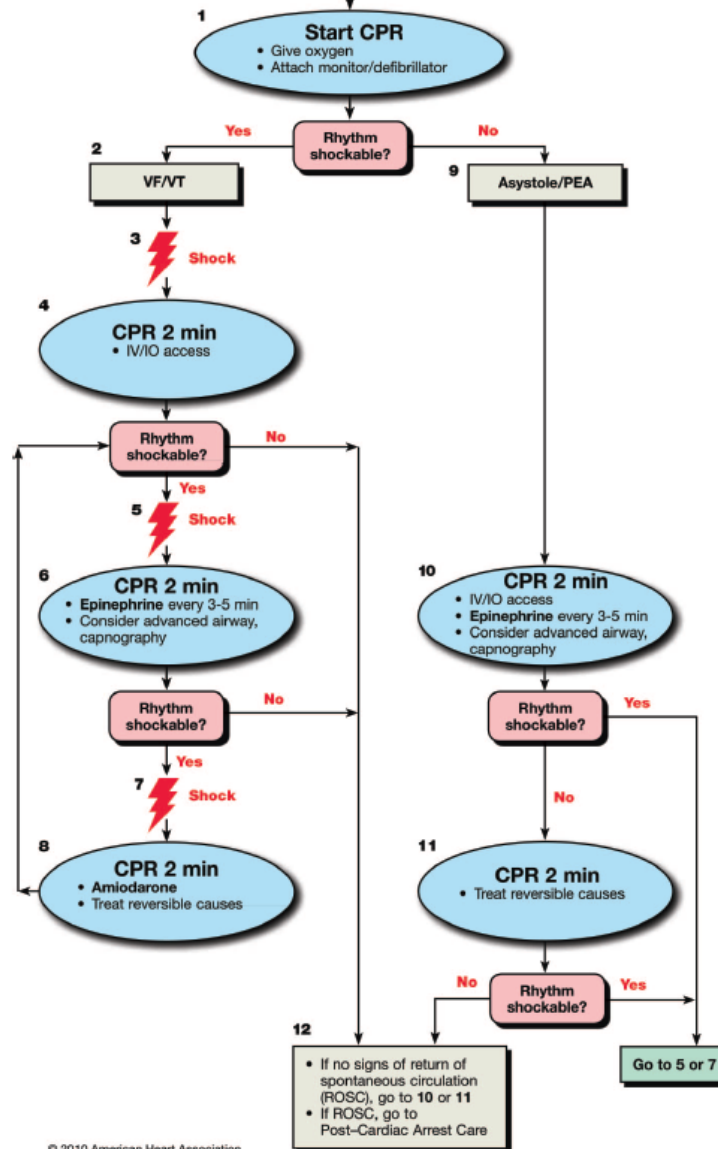 1
Start CPR
• Give oxygen
• Attach monitor/defibrillator
Rhythm
shockable?
Yes
No
2
VF/VT
9
Asystole/PEA
3
Shock
4
CPR 2 min
• IV/IO access
Rhythm
shockable?
No
Yes
5
Shock
6
CPR 2 min
• Epinephrine every 3-5 min
• Consider advanced airway,
capnography
10
CPR 2 min
• IV/IO access
• Epinephrine every 3-5 min
• Consider advanced airway,
capnography
Rhythm
shockable?
No
Yes
Rhythm
shockable?
Yes
No
7
Shock
8
CPR 2 min
• Amiodarone
• Treat reversible causes
11
CPR 2 min
• Treat reversible causes
Rhythm
shockable?
No
Yes
12
• If no signs of return of
spontaneous circulation
(ROSC), go to 10 or 11
• If ROSC, go to
Post–Cardiac Arrest Care
Go to 5 or 7
© 2010 American Heart Association